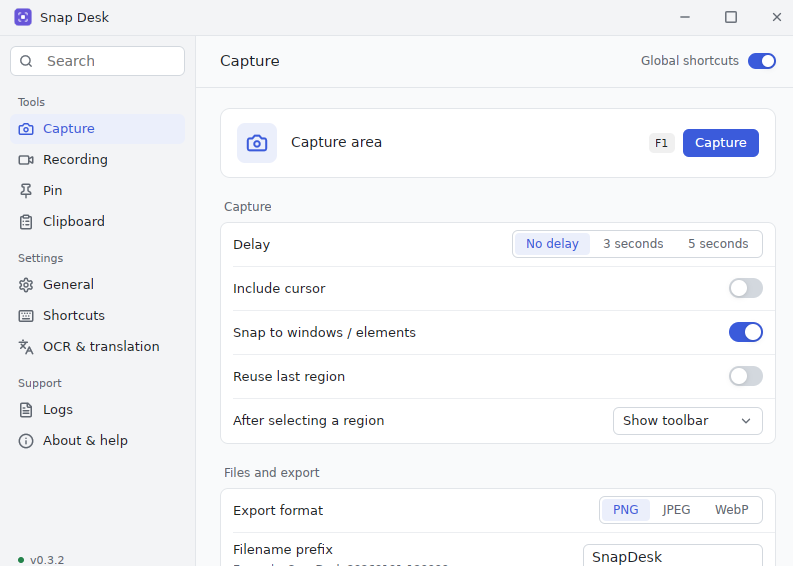 Snap Desk
Search
Tools
Capture
Recording
Pin
Clipboard
Settings
General
Shortcuts
OCR & translation
Support
Logs
About & help
v0.3.2
Capture
Global shortcuts
Capture area
F1
Capture
Capture
Delay
No delay
3 seconds
5 seconds
Include cursor
Snap to windows / elements
Reuse last region
After selecting a region
Show toolbar
Files and export
Export format
PNG
JPEG
WebP
Filename prefix
SnapDesk